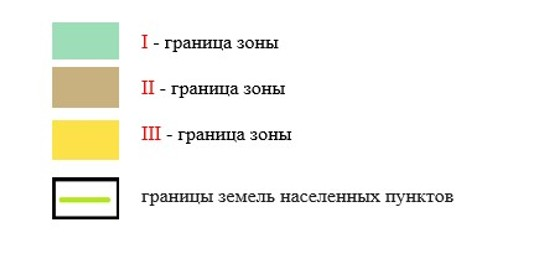 I - граница зоны
II - граница зоны
III - граница зоны
границы земель населенных пунктов